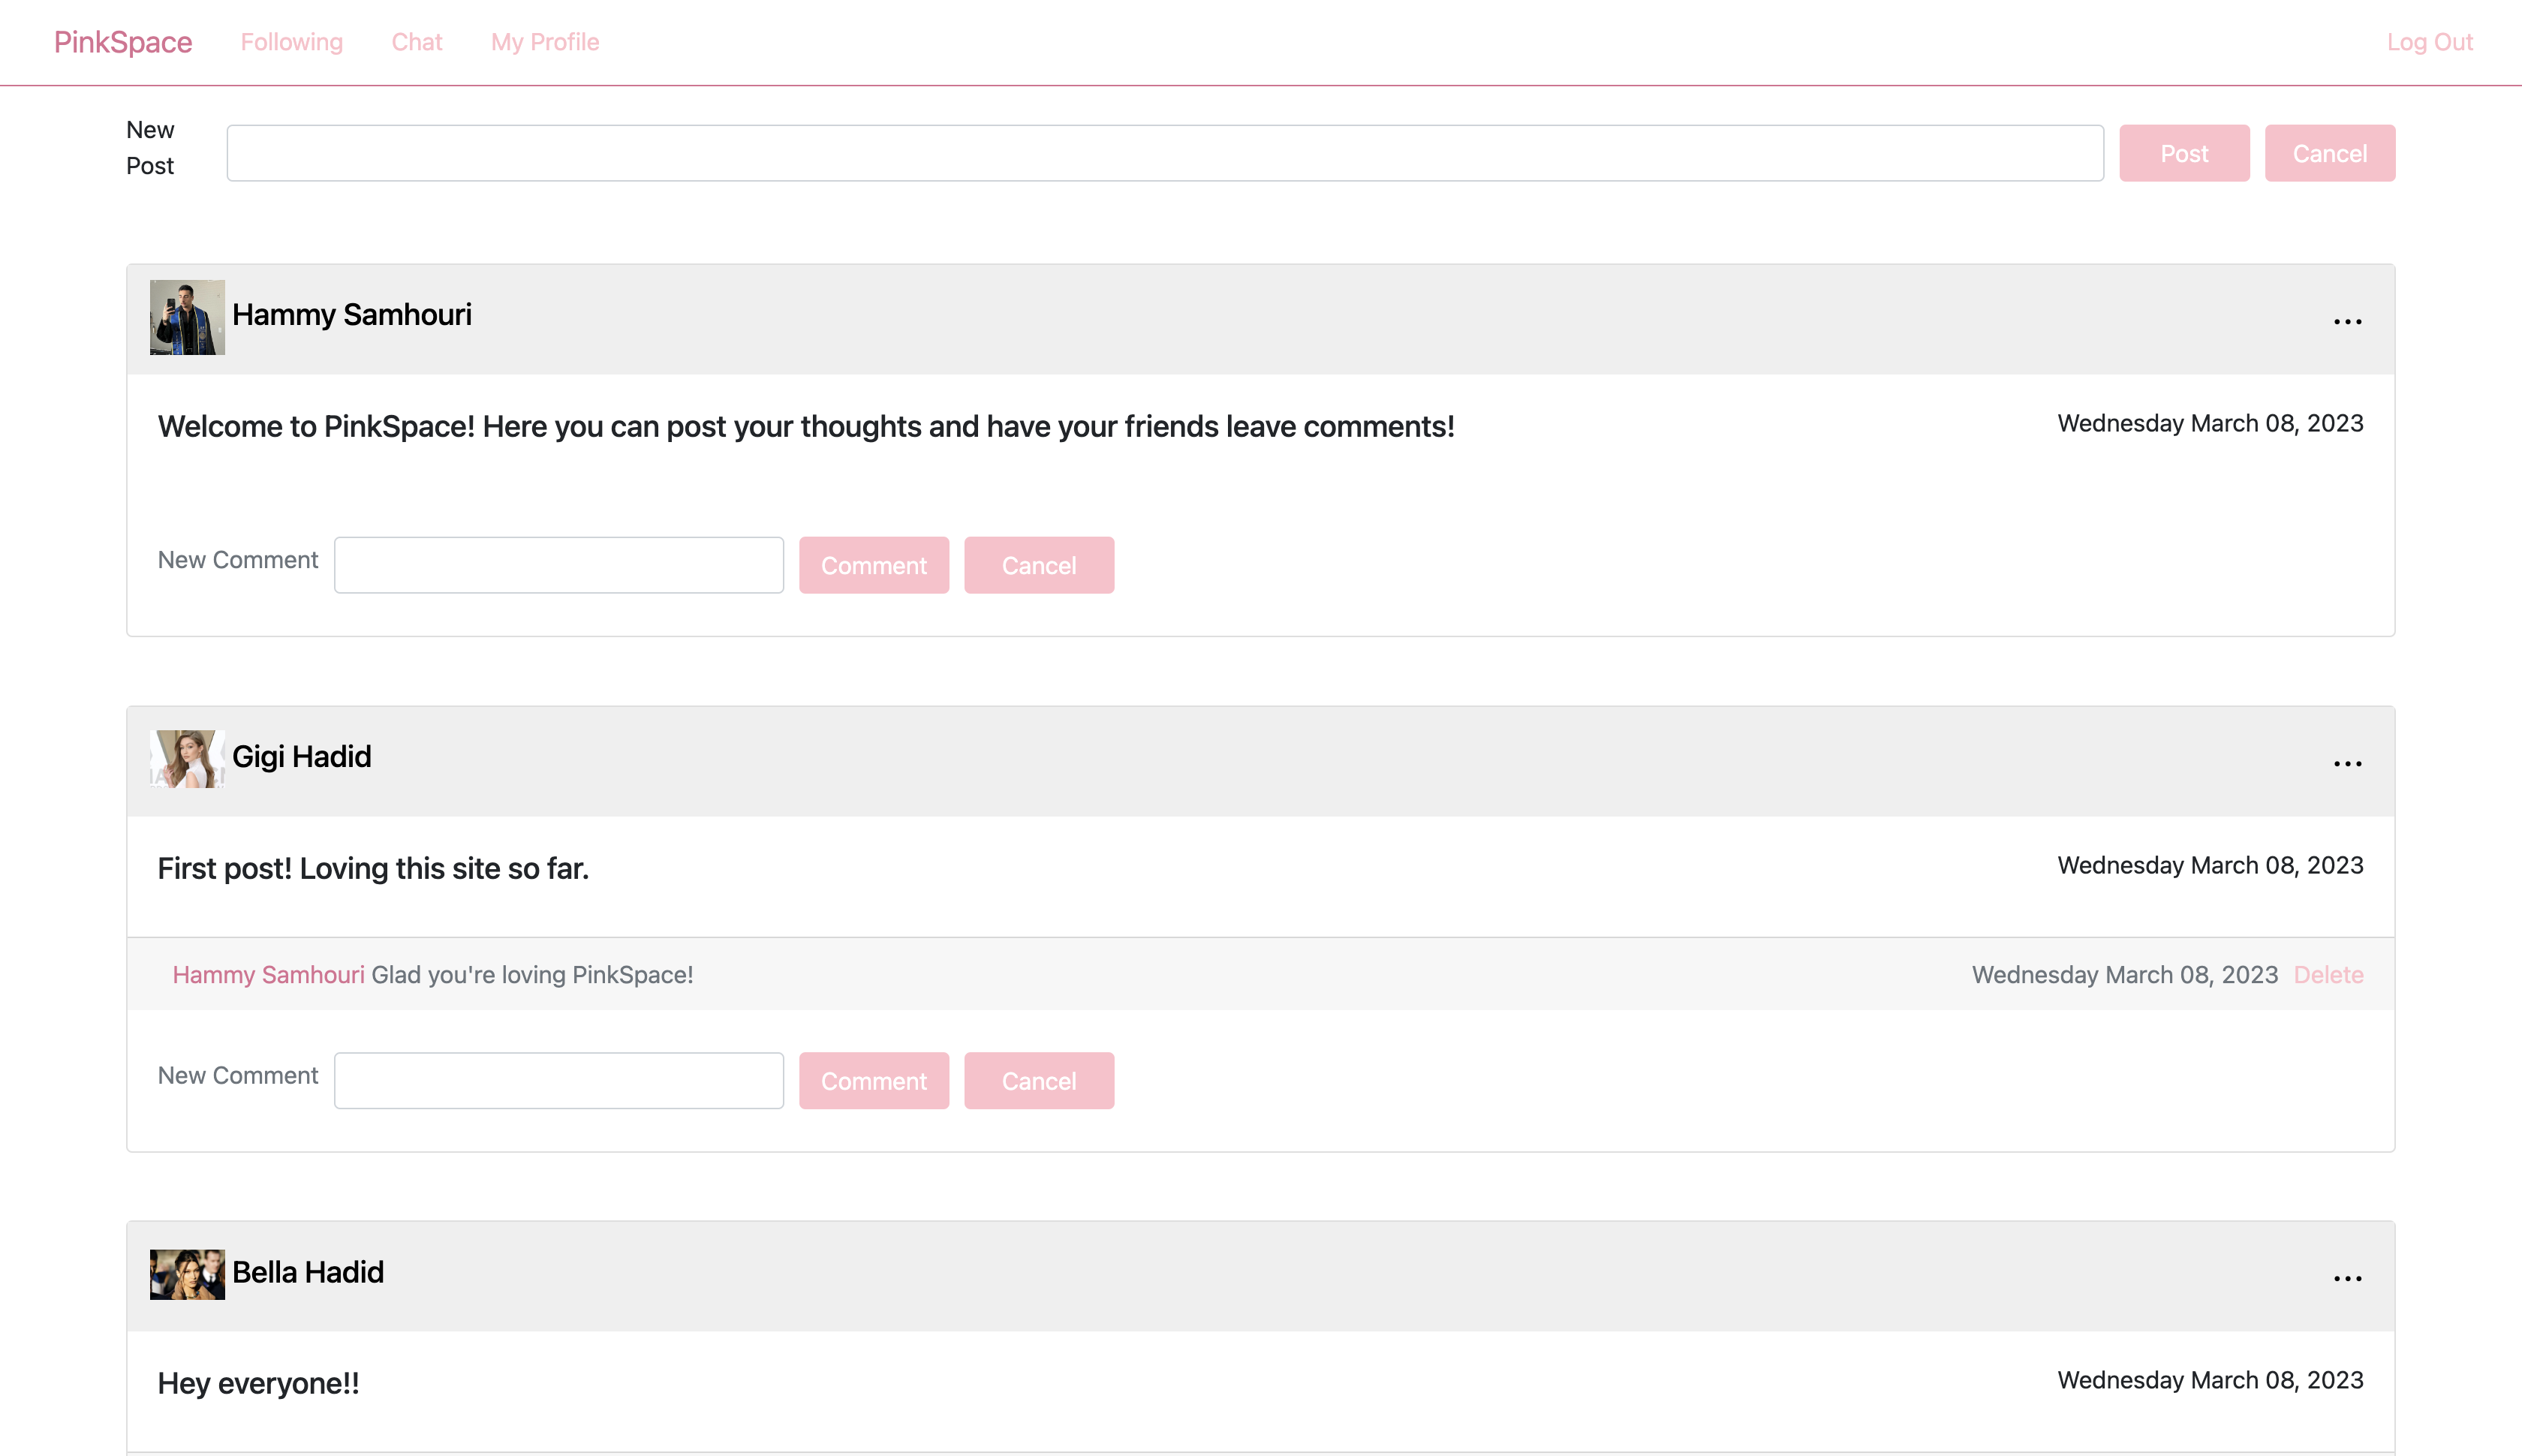 PinkSpace Following Chat My Profile Log Out
New
Post
Post Cancel
Hammy Samhouri
Welcome to PinkSpace! Here you can post your thoughts and have your friends leave comments! Wednesday March 08, 2023
New Comment Comment Cancel
Gigi Hadid
First post! Loving this site so far. Wednesday March 08, 2023
Hammy Samhouri Glad you're loving PinkSpace! Wednesday March 08, 2023 Delete
New Comment Comment Cancel
Bella Hadid
Hey everyone!! Wednesday March 08, 2023